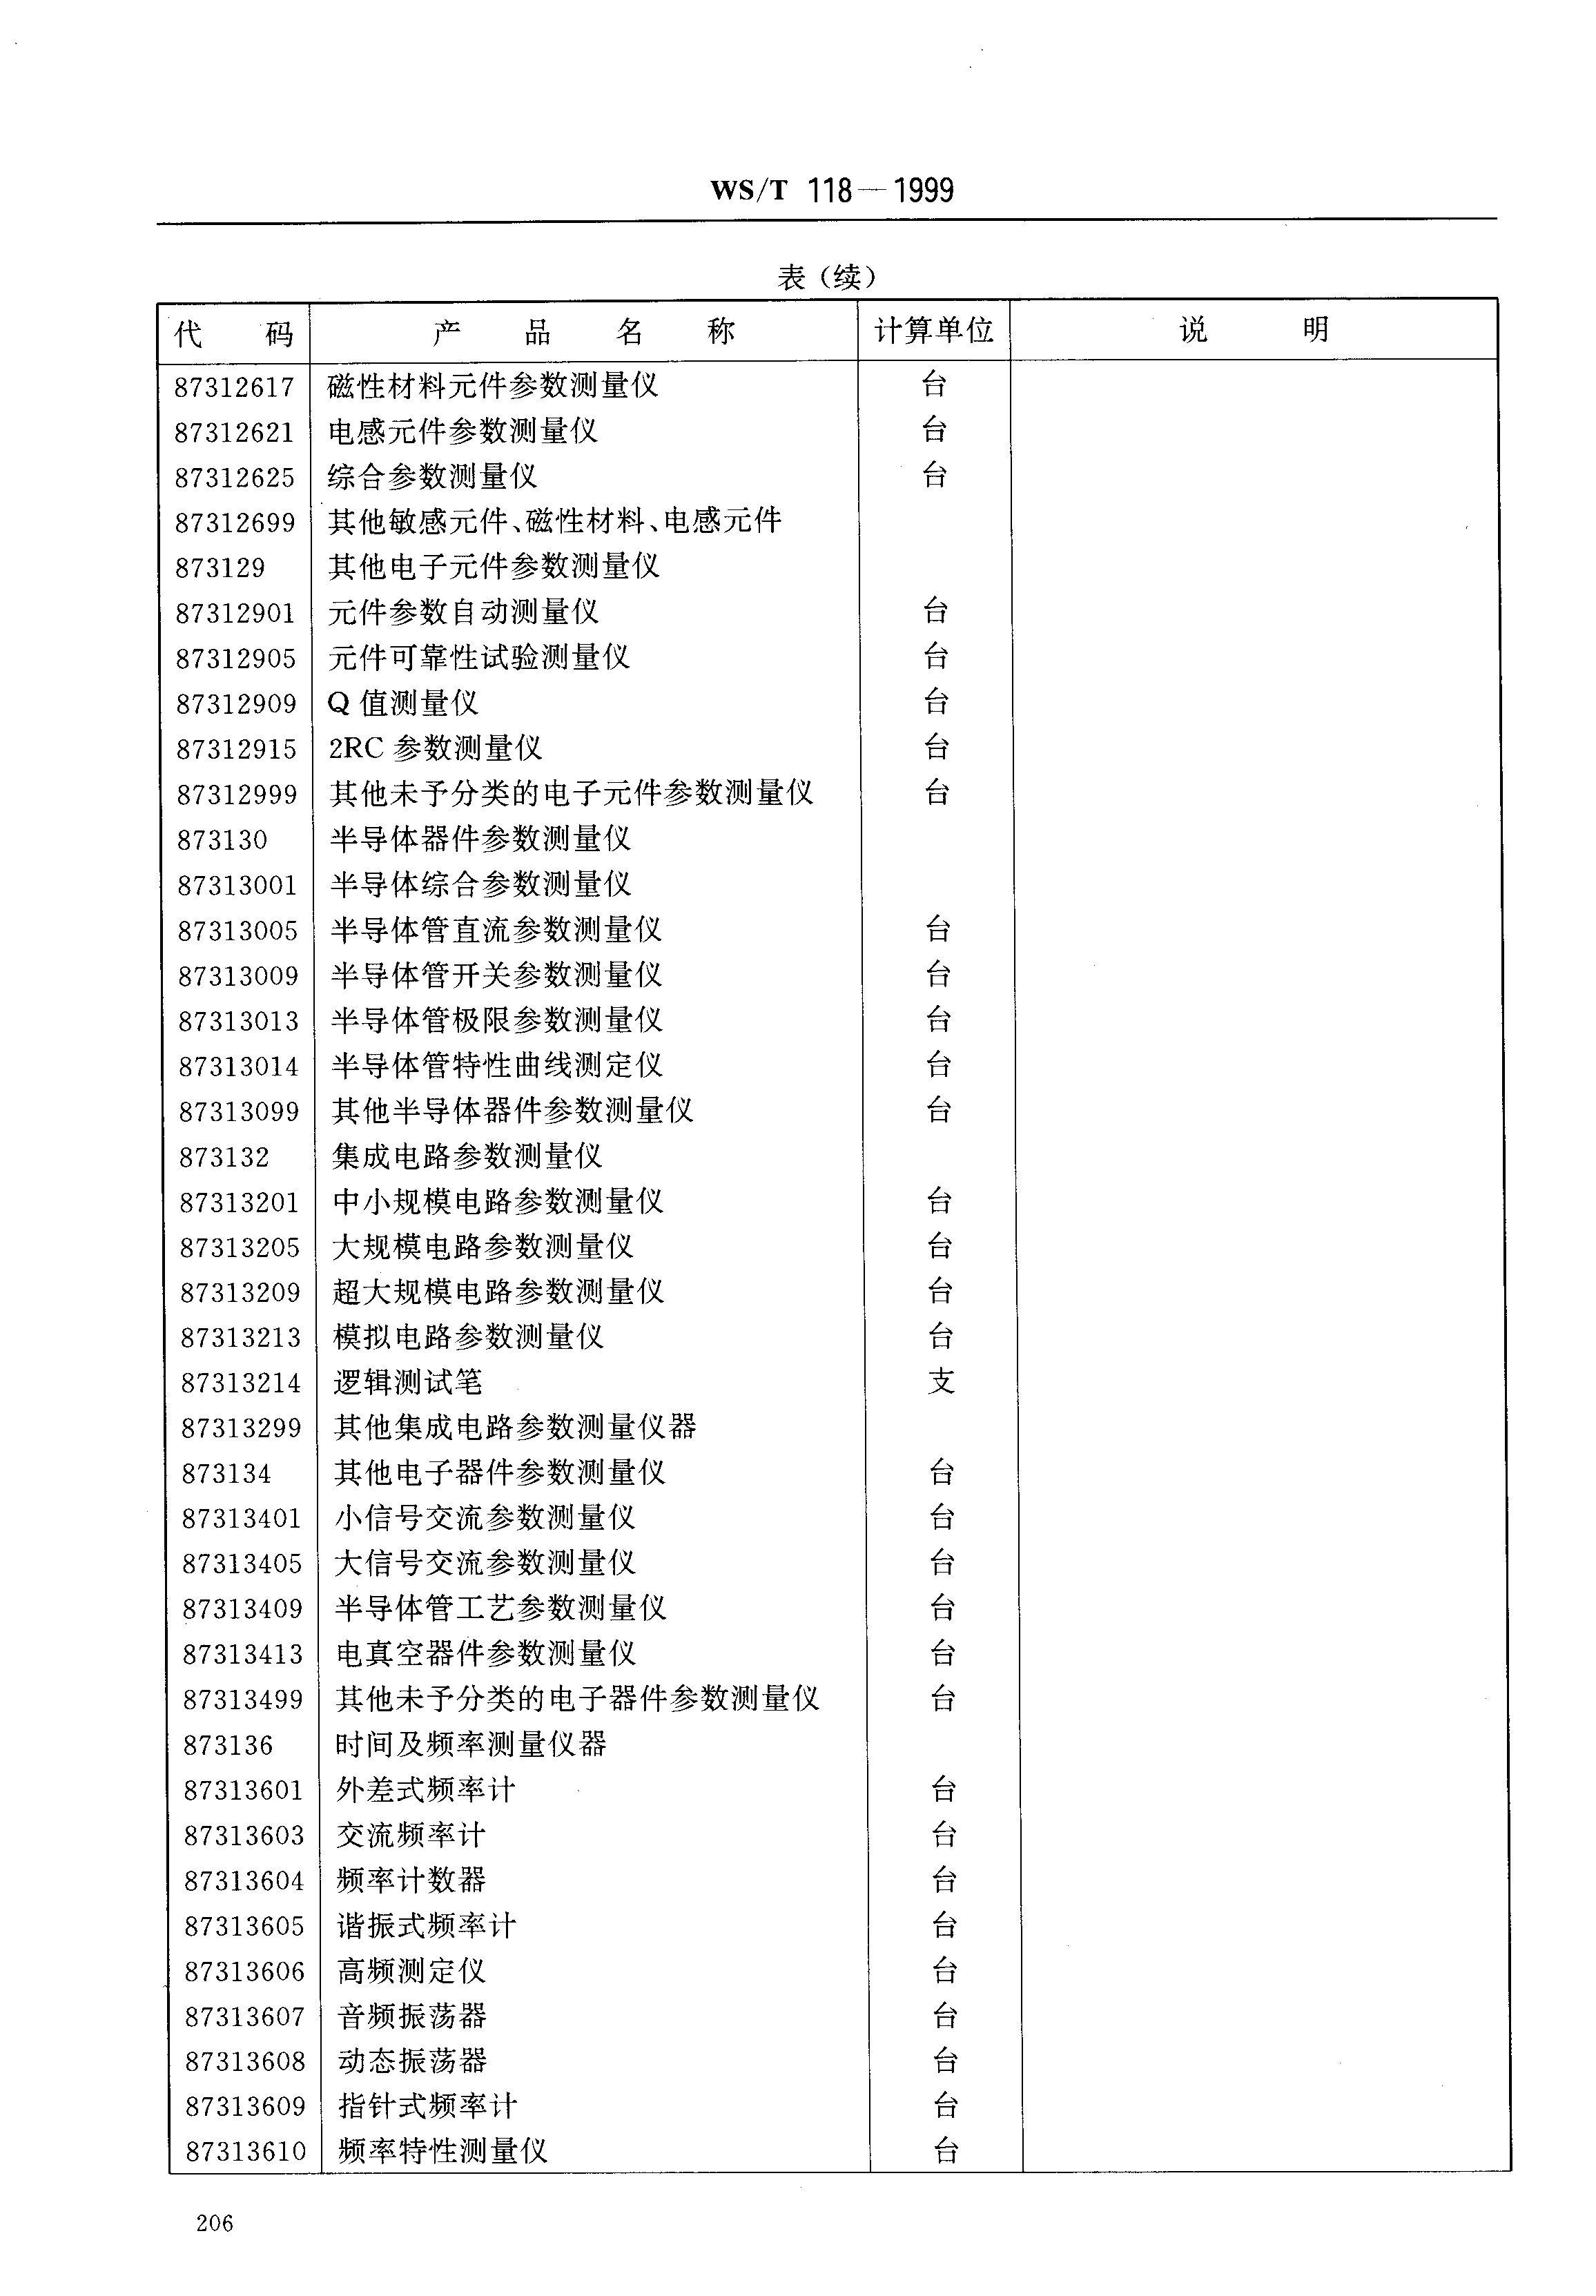 WS/T 118—1999
表（续）
代 码 产 品 名 称 计算单位 说 明
87312617 磁性材料元件参数测量仪 台
87312621 电感元件参数测量仪 台
87312625 综合参数测量仪 台
87312699 其他敏感元件、磁性材料、电感元件
873129 其他电子元件参数测量仪
87312901 元件参数自动测量仪 台
87312905 元件可靠性试验测量仪 台
87312909 Q 值测量仪 台
87312915 2RC 参数测量仪 台
87312999 其他未予分类的电子元件参数测量仪 台
873130 半导体器件参数测量仪
87313001 半导体综合参数测量仪
87313005 半导体管直流参数测量仪 台
87313009 半导体管开关参数测量仪 台
87313013 半导体管极限参数测量仪 台
87313014 半导体管特性曲线测定仪 台
87313099 其他半导体器件参数测量仪 台
873132 集成电路参数测量仪
87313201 中小规模电路参数测量仪 台
87313205 大规模电路参数测量仪 台
87313209 超大规模电路参数测量仪 台
87313213 模拟电路参数测量仪 台
87313214 逻辑测试笔 支
87313299 其他集成电路参数测量仪器
873134 其他电子器件参数测量仪 台
87313401 小信号交流参数测量仪 台
87313405 大信号交流参数测量仪 台
87313409 半导体管工艺参数测量仪 台
87313413 电真空器件参数测量仪 台
87313499 其他未予分类的电子器件参数测量仪 台
873136 时间及频率测量仪器
87313601 外差式频率计 台
87313603 交流频率计 台
87313604 频率计数器 台
87313605 谐振式频率计 台
87313606 高频测定仪 台
87313607 音频振荡器 台
87313608 动态振荡器 台
87313609 指针式频率计 台
87313610 频率特性测量仪 台
206